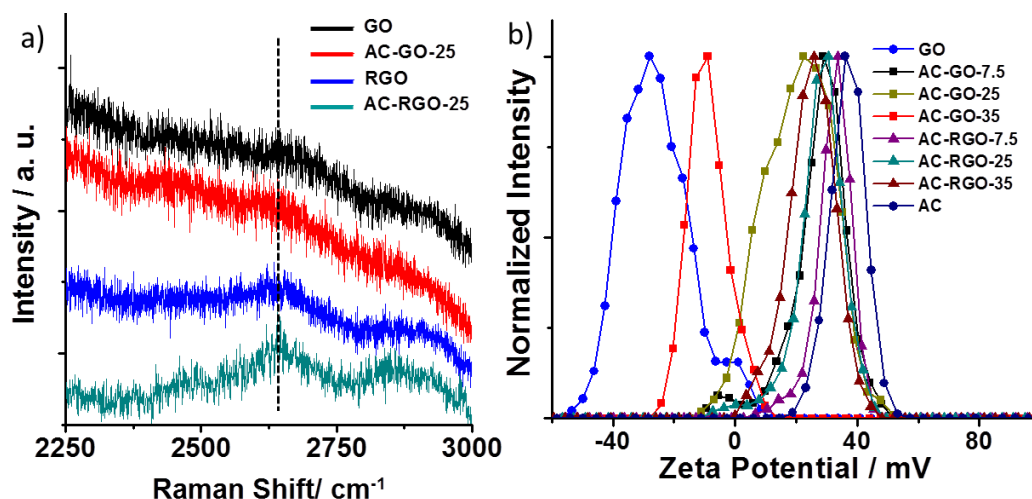 a)
GO
AC-GO-25
RGO
AC-RGO-25
Intensity / a. u.
2250 2500 2750 3000
Raman Shift/ cm⁻¹
b)
GO
AC-GO-7.5
AC-GO-25
AC-GO-35
AC-RGO-7.5
AC-RGO-25
AC-RGO-35
AC
Normalized Intensity
-40 0 40 80
Zeta Potential / mV